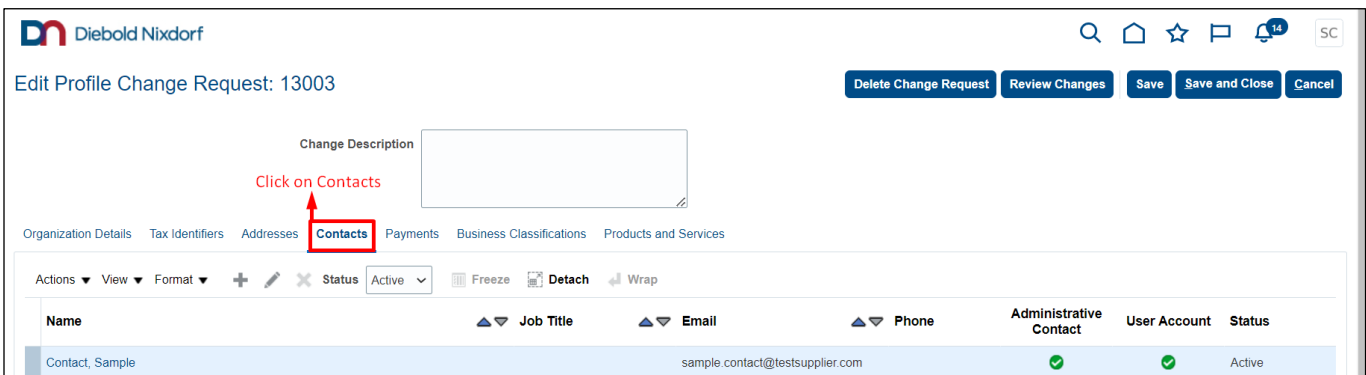 DN Diebold Nixdorf 14 SC
Edit Profile Change Request: 13003 Delete Change Request Review Changes Save Save and Close Cancel
Change Description
Click on Contacts
Organization Details Tax Identifiers Addresses Contacts Payments Business Classifications Products and Services
Actions View Format Status Active Freeze Detach Wrap
Name Job Title Email Phone Administrative Contact User Account Status
Contact, Sample sample.contact@testsupplier.com Active